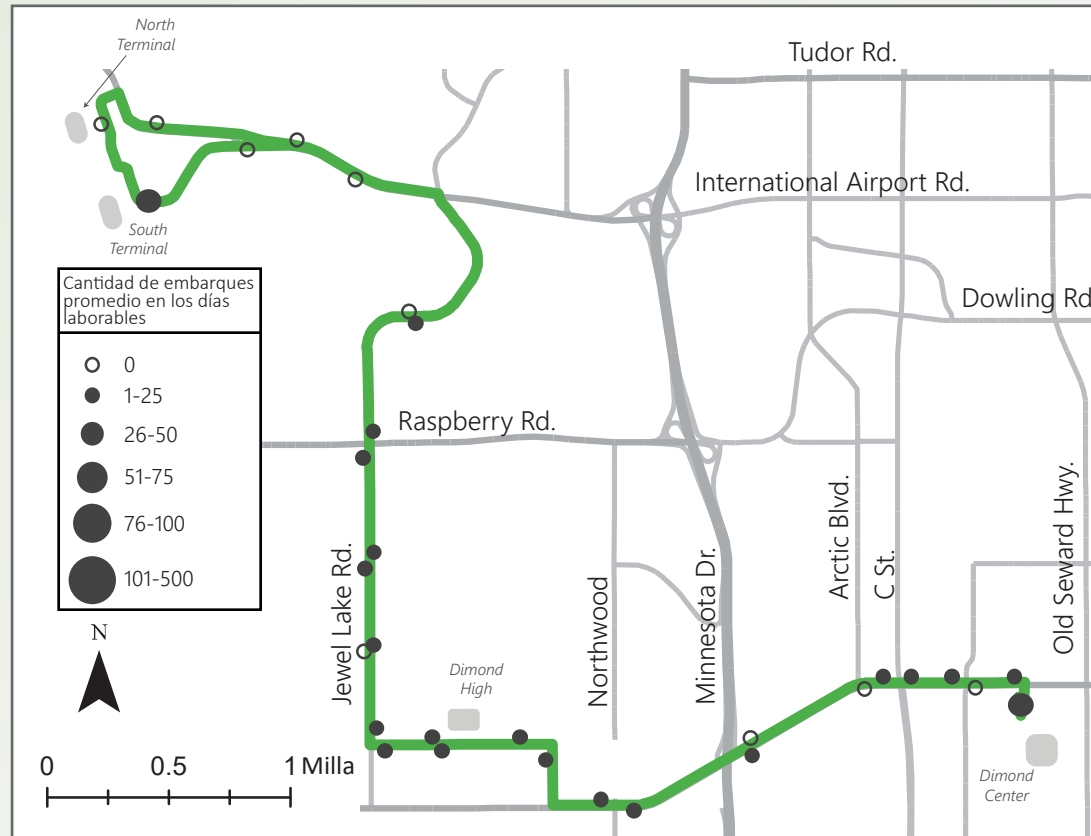 North
Terminal
Tudor Rd.
International Airport Rd.
South
Terminal
Cantidad de embarques
promedio en los días
laborables
0
1-25
26-50
51-75
76-100
101-500
Dowling Rd
Raspberry Rd.
Jewel Lake Rd.
Northwood
Minnesota Dr.
Arctic Blvd.
C St.
Old Seward Hwy.
N
Dimond
High
0
0.5
1 Milla
Dimond
Center